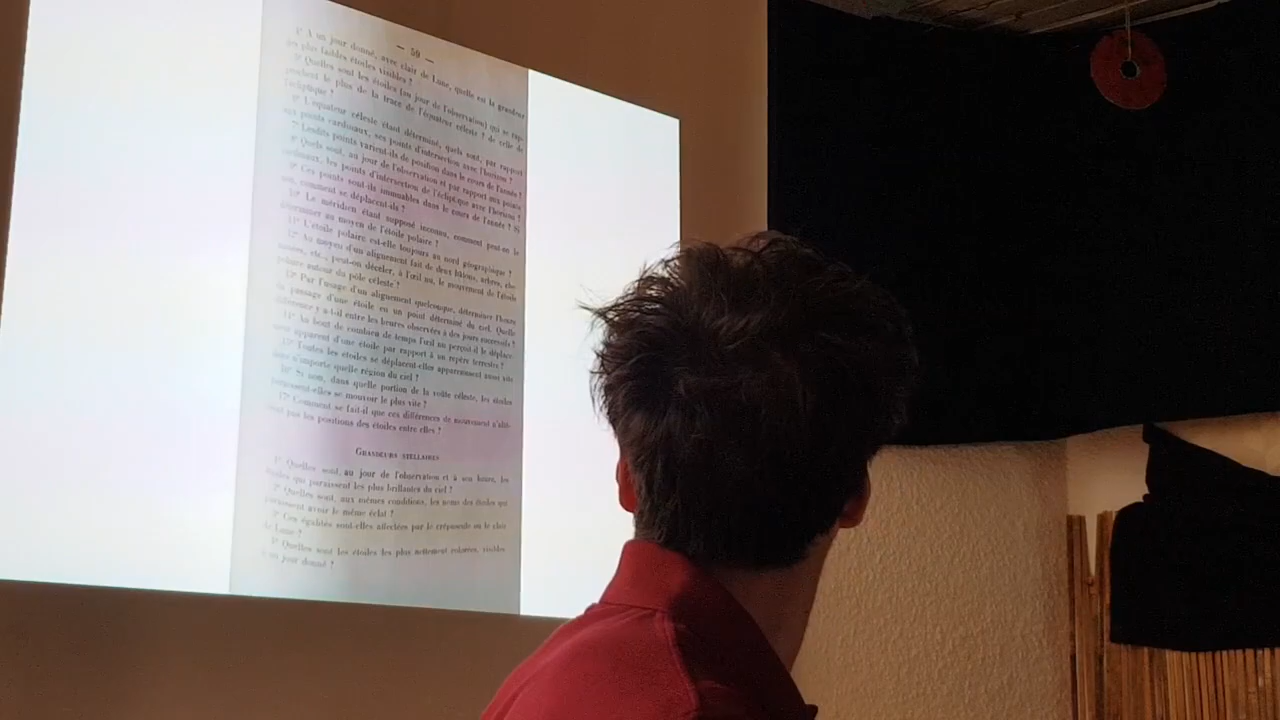 — 59 —
4° A un jour donné, avec clair de Lune, quelle est la grandeur
des plus faibles étoiles visibles ?
5° Quelles sont les étoiles (au jour de l'observation) qui se rap-
prochent le plus de la trace de l'équateur céleste ? de celle de
l'écliptique ?
6° L'équateur céleste étant déterminé, quels sont, par rapport
aux points cardinaux, ses points d'intersection avec l'horizon ?
7° Lesdits points varient-ils de position dans le cours de l'année ?
8° Quels sont, au jour de l'observation et par rapport aux points
cardinaux, les points d'intersection de l'écliptique avec l'horizon ?
9° Ces points sont-ils immuables dans le cours de l'année ? Si
non, comment se déplacent-ils ?
10° Le méridien étant supposé inconnu, comment peut-on le
déterminer au moyen de l'étoile polaire ?
11° L'étoile polaire est-elle toujours au nord géographique ?
12° Au moyen d'un alignement fait de deux bâtons, arbres, che-
minées, etc., peut-on déceler, à l'œil nu, le mouvement de l'étoile
polaire autour du pôle céleste ?
13° Par l'usage d'un alignement quelconque, déterminer l'heure
du passage d'une étoile en un point déterminé du ciel. Quelle
différence y a-t-il entre les heures observées à des jours successifs ?
14° Au bout de combien de temps l'œil nu perçoit-il le déplace-
ment apparent d'une étoile par rapport à un repère terrestre ?
15° Toutes les étoiles se déplacent-elles apparemment aussi vite
dans n'importe quelle région du ciel ?
16° Si non, dans quelle portion de la voûte céleste, les étoiles
paraissent-elles se mouvoir le plus vite ?
17° Comment se fait-il que ces différences de mouvement n'altè-
rent pas les positions des étoiles entre elles ?
GRANDEURS STELLAIRES
1° Quelles sont, au jour de l'observation et à son heure, les
étoiles qui paraissent les plus brillantes du ciel ?
2° Quelles sont, aux mêmes conditions, les noms des étoiles qui
paraissent avoir le même éclat ?
3° Ces égalités sont-elles affectées par le crépuscule ou le clair
de Lune ?
4° Quelles sont les étoiles les plus nettement colorées, visibles
à un jour donné ?